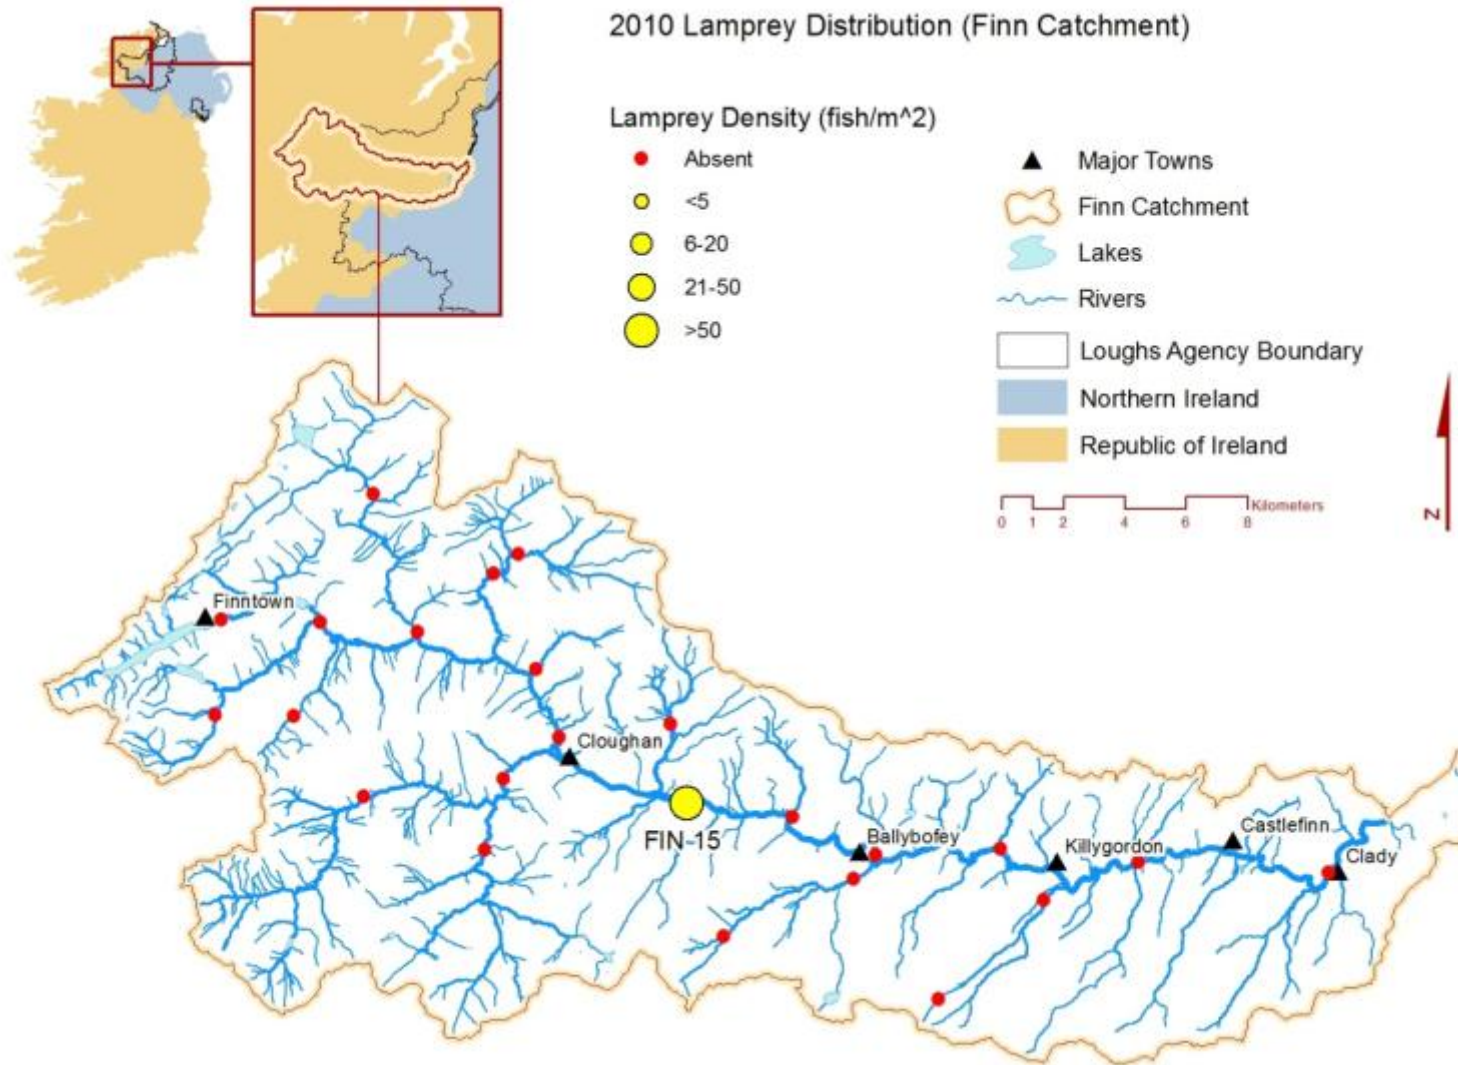 2010 Lamprey Distribution (Finn Catchment)
Lamprey Density (fish/m^2)
Absent
<5
6-20
21-50
>50
Major Towns
Finn Catchment
Lakes
Rivers
Loughs Agency Boundary
Northern Ireland
Republic of Ireland
0 1 2 4 6 8 Kilometers
N
Finntown
Cloughan
FIN-15
Ballybofey
Killygordon
Castlefinn
Clady